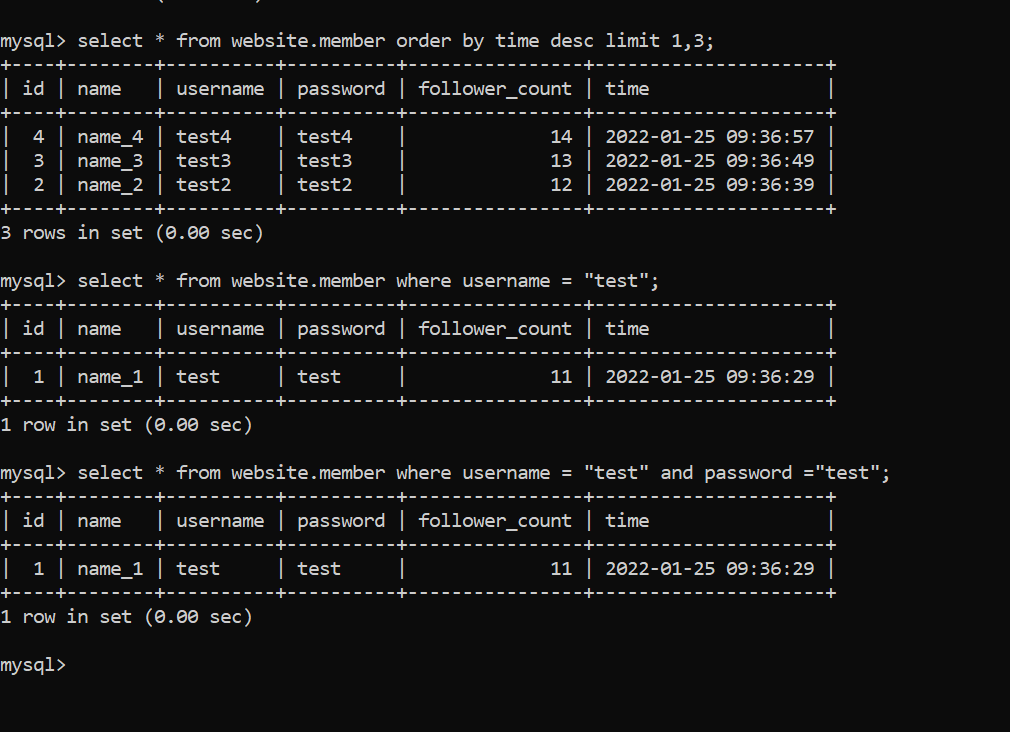 mysql> select * from website.member order by time desc limit 1,3;
+----+--------+----------+----------+----------------+---------------------+
| id | name   | username | password | follower_count | time                |
+----+--------+----------+----------+----------------+---------------------+
|  4 | name_4 | test4    | test4    |             14 | 2022-01-25 09:36:57 |
|  3 | name_3 | test3    | test3    |             13 | 2022-01-25 09:36:49 |
|  2 | name_2 | test2    | test2    |             12 | 2022-01-25 09:36:39 |
+----+--------+----------+----------+----------------+---------------------+
3 rows in set (0.00 sec)
mysql> select * from website.member where username = "test";
+----+--------+----------+----------+----------------+---------------------+
| id | name   | username | password | follower_count | time                |
+----+--------+----------+----------+----------------+---------------------+
|  1 | name_1 | test     | test     |             11 | 2022-01-25 09:36:29 |
+----+--------+----------+----------+----------------+---------------------+
1 row in set (0.00 sec)
mysql> select * from website.member where username = "test" and password ="test";
+----+--------+----------+----------+----------------+---------------------+
| id | name   | username | password | follower_count | time                |
+----+--------+----------+----------+----------------+---------------------+
|  1 | name_1 | test     | test     |             11 | 2022-01-25 09:36:29 |
+----+--------+----------+----------+----------------+---------------------+
1 row in set (0.00 sec)
mysql>